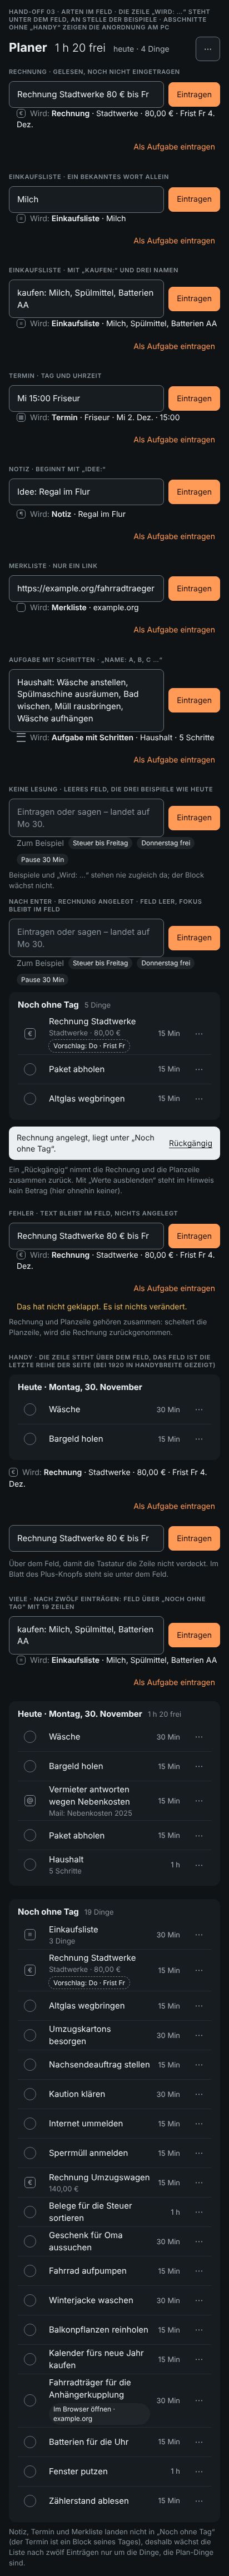 HAND-OFF 03 · ARTEN IM FELD · DIE ZEILE „WIRD: …“ STEHT
UNTER DEM FELD, AN STELLE DER BEISPIELE · ABSCHNITTE
OHNE „HANDY“ ZEIGEN DIE ANORDNUNG AM PC
Planer 1 h 20 frei heute · 4 Dinge ···
RECHNUNG · GELESEN, NOCH NICHT EINGETRAGEN
Rechnung Stadtwerke 80 € bis Fr Eintragen
€ Wird: Rechnung · Stadtwerke · 80,00 € · Frist Fr 4.
Dez.
Als Aufgabe eintragen
EINKAUFSLISTE · EIN BEKANNTES WORT ALLEIN
Milch Eintragen
Wird: Einkaufsliste · Milch
Als Aufgabe eintragen
EINKAUFSLISTE · MIT „KAUFEN:“ UND DREI NAMEN
kaufen: Milch, Spülmittel, Batterien
AA
Eintragen
Wird: Einkaufsliste · Milch, Spülmittel, Batterien AA
Als Aufgabe eintragen
TERMIN · TAG UND UHRZEIT
Mi 15:00 Friseur Eintragen
Wird: Termin · Friseur · Mi 2. Dez. · 15:00
Als Aufgabe eintragen
NOTIZ · BEGINNT MIT „IDEE:“
Idee: Regal im Flur Eintragen
Wird: Notiz · Regal im Flur
Als Aufgabe eintragen
MERKLISTE · NUR EIN LINK
https://example.org/fahrradtraeger Eintragen
Wird: Merkliste · example.org
Als Aufgabe eintragen
AUFGABE MIT SCHRITTEN · „NAME: A, B, C …“
Haushalt: Wäsche anstellen,
Spülmaschine ausräumen, Bad
wischen, Müll rausbringen,
Wäsche aufhängen
Eintragen
Wird: Aufgabe mit Schritten · Haushalt · 5 Schritte
Als Aufgabe eintragen
KEINE LESUNG · LEERES FELD, DIE DREI BEISPIELE WIE HEUTE
Eintragen oder sagen – landet auf
Mo 30.
Eintragen
Zum Beispiel Steuer bis Freitag Donnerstag frei
Pause 30 Min
Beispiele und „Wird: …“ stehen nie zugleich da; der Block
wächst nicht.
NACH ENTER · RECHNUNG ANGELEGT · FELD LEER, FOKUS
BLEIBT IM FELD
Eintragen oder sagen – landet auf
Mo 30.
Eintragen
Zum Beispiel Steuer bis Freitag Donnerstag frei
Pause 30 Min
Noch ohne Tag 5 Dinge
Rechnung Stadtwerke
€ Stadtwerke · 80,00 € 15 Min ···
Vorschlag: Do · Frist Fr
Paket abholen 15 Min ···
Altglas wegbringen 15 Min ···
Rechnung angelegt, liegt unter „Noch
ohne Tag“.
Rückgängig
Ein „Rückgängig“ nimmt die Rechnung und die Planzeile
zusammen zurück. Mit „Werte ausblenden“ steht im Hinweis
kein Betrag (hier ohnehin keiner).
FEHLER · TEXT BLEIBT IM FELD, NICHTS ANGELEGT
Rechnung Stadtwerke 80 € bis Fr Eintragen
€ Wird: Rechnung · Stadtwerke · 80,00 € · Frist Fr 4.
Dez.
Als Aufgabe eintragen
Das hat nicht geklappt. Es ist nichts verändert.
Rechnung und Planzeile gehören zusammen: scheitert die
Planzeile, wird die Rechnung zurückgenommen.
HANDY · DIE ZEILE STEHT ÜBER DEM FELD, DAS FELD IST DIE
LETZTE REIHE DER SEITE (BEI 1920 IN HANDYBREITE GEZEIGT)
Heute · Montag, 30. November
Wäsche 30 Min ···
Bargeld holen 15 Min ···
€ Wird: Rechnung · Stadtwerke · 80,00 € · Frist Fr 4.
Dez.
Als Aufgabe eintragen
Rechnung Stadtwerke 80 € bis Fr Eintragen
Über dem Feld, damit die Tastatur die Zeile nicht verdeckt. Im
Blatt des Plus-Knopfs steht sie unter dem Feld.
VIELE · NACH ZWÖLF EINTRÄGEN: FELD ÜBER „NOCH OHNE
TAG“ MIT 19 ZEILEN
kaufen: Milch, Spülmittel, Batterien
AA
Eintragen
Wird: Einkaufsliste · Milch, Spülmittel, Batterien AA
Als Aufgabe eintragen
Heute · Montag, 30. November 1 h 20 frei
Wäsche 30 Min ···
Bargeld holen 15 Min ···
Vermieter antworten
wegen Nebenkosten
Mail: Nebenkosten 2025
@ 15 Min ···
Paket abholen 15 Min ···
Haushalt
5 Schritte
1 h ···
Noch ohne Tag 19 Dinge
Einkaufsliste
3 Dinge
30 Min ···
Rechnung Stadtwerke
€ Stadtwerke · 80,00 € 15 Min ···
Vorschlag: Do · Frist Fr
Altglas wegbringen 15 Min ···
Umzugskartons
besorgen
30 Min ···
Nachsendeauftrag stellen 15 Min ···
Kaution klären 30 Min ···
Internet ummelden 15 Min ···
Sperrmüll anmelden 15 Min ···
Rechnung Umzugswagen
140,00 €
€ 15 Min ···
Belege für die Steuer
sortieren
1 h ···
Geschenk für Oma
aussuchen
30 Min ···
Fahrrad aufpumpen 15 Min ···
Winterjacke waschen 30 Min ···
Balkonpflanzen reinholen 15 Min ···
Kalender fürs neue Jahr
kaufen
15 Min ···
Fahrradträger für die
Anhängerkupplung
30 Min ···
Im Browser öffnen ·
example.org
Batterien für die Uhr 15 Min ···
Fenster putzen 1 h ···
Zählerstand ablesen 15 Min ···
Notiz, Termin und Merkliste landen nicht in „Noch ohne Tag“
(der Termin ist ein Block seines Tages), deshalb wächst die
Liste nach zwölf Einträgen nur um die Dinge, die Plan-Dinge
sind.